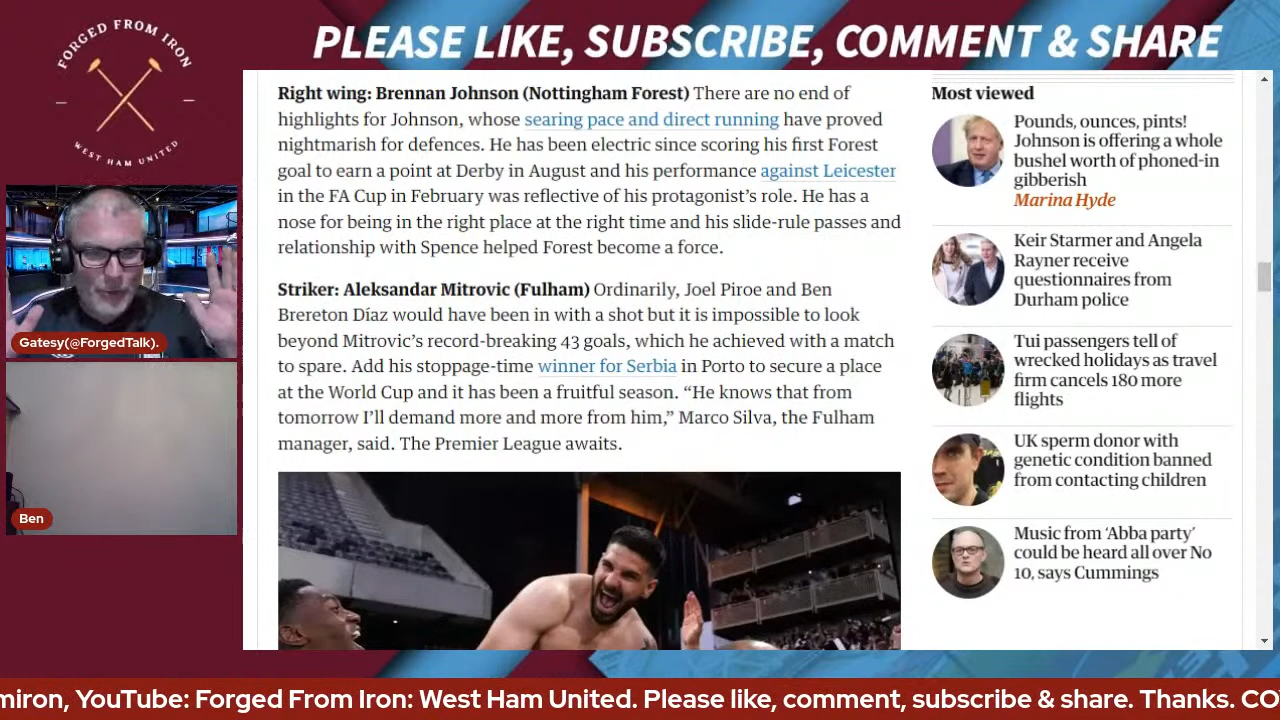 FORGED FROM IRON
WEST HAM UNITED
PLEASE LIKE, SUBSCRIBE, COMMENT & SHARE
Gatesy(@ForgedTalk).
Ben
Right wing: Brennan Johnson (Nottingham Forest) There are no end of
highlights for Johnson, whose searing pace and direct running have proved
nightmarish for defences. He has been electric since scoring his first Forest
goal to earn a point at Derby in August and his performance against Leicester
in the FA Cup in February was reflective of his protagonist’s role. He has a
nose for being in the right place at the right time and his slide-rule passes and
relationship with Spence helped Forest become a force.
Striker: Aleksandar Mitrovic (Fulham) Ordinarily, Joel Piroe and Ben
Brereton Díaz would have been in with a shot but it is impossible to look
beyond Mitrovic’s record-breaking 43 goals, which he achieved with a match
to spare. Add his stoppage-time winner for Serbia in Porto to secure a place
at the World Cup and it has been a fruitful season. “He knows that from
tomorrow I’ll demand more and more from him,” Marco Silva, the Fulham
manager, said. The Premier League awaits.
Most viewed
Pounds, ounces, pints!
Johnson is offering a whole
bushel worth of phoned-in
gibberish
Marina Hyde
Keir Starmer and Angela
Rayner receive
questionnaires from
Durham police
Tui passengers tell of
wrecked holidays as travel
firm cancels 180 more
flights
UK sperm donor with
genetic condition banned
from contacting children
Music from ‘Abba party’
could be heard all over No
10, says Cummings
miron, YouTube: Forged From Iron: West Ham United. Please like, comment, subscribe & share. Thanks. CO